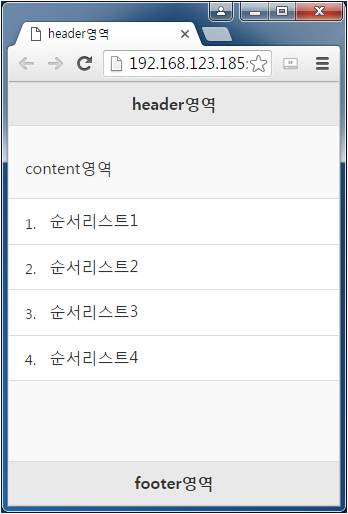 header영역
192.168.123.185:
header영역
content영역
1. 순서리스트1
2. 순서리스트2
3. 순서리스트3
4. 순서리스트4
footer영역